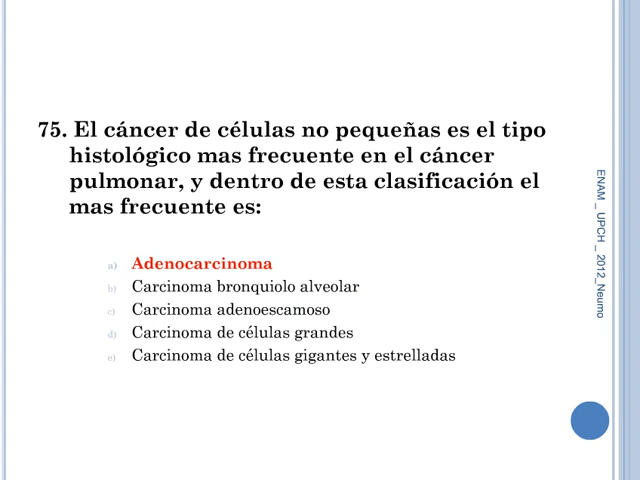 75. El cáncer de células no pequeñas es el tipo
histológico mas frecuente en el cáncer
pulmonar, y dentro de esta clasificación el
mas frecuente es:
a) Adenocarcinoma
b) Carcinoma bronquiolo alveolar
c) Carcinoma adenoescamoso
d) Carcinoma de células grandes
e) Carcinoma de células gigantes y estrelladas
ENAM _ UPCH _ 2012_Neumo